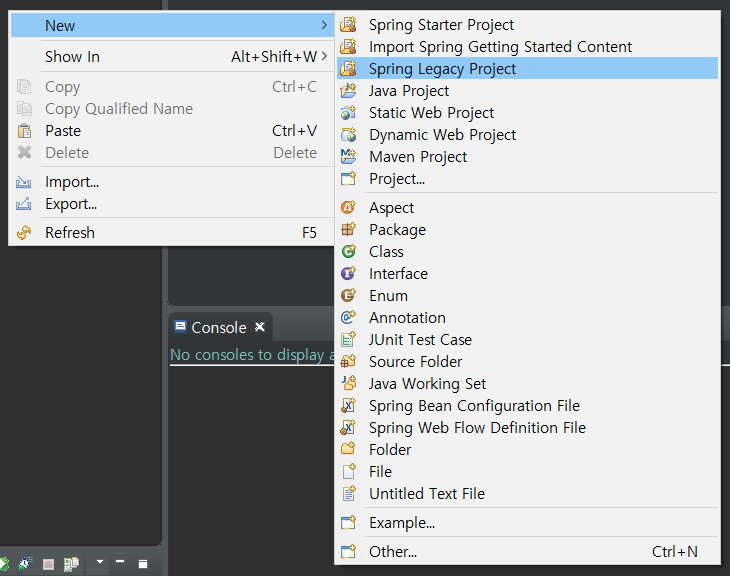 New
Show In Alt+Shift+W
Copy Ctrl+C
Copy Qualified Name
Paste Ctrl+V
Delete Delete
Import...
Export...
Refresh F5
Spring Starter Project
Import Spring Getting Started Content
Spring Legacy Project
Java Project
Static Web Project
Dynamic Web Project
Maven Project
Project...
Aspect
Package
Class
Interface
Enum
Annotation
JUnit Test Case
Source Folder
Java Working Set
Spring Bean Configuration File
Spring Web Flow Definition File
Folder
File
Untitled Text File
Example...
Other... Ctrl+N
Console
No consoles to display a